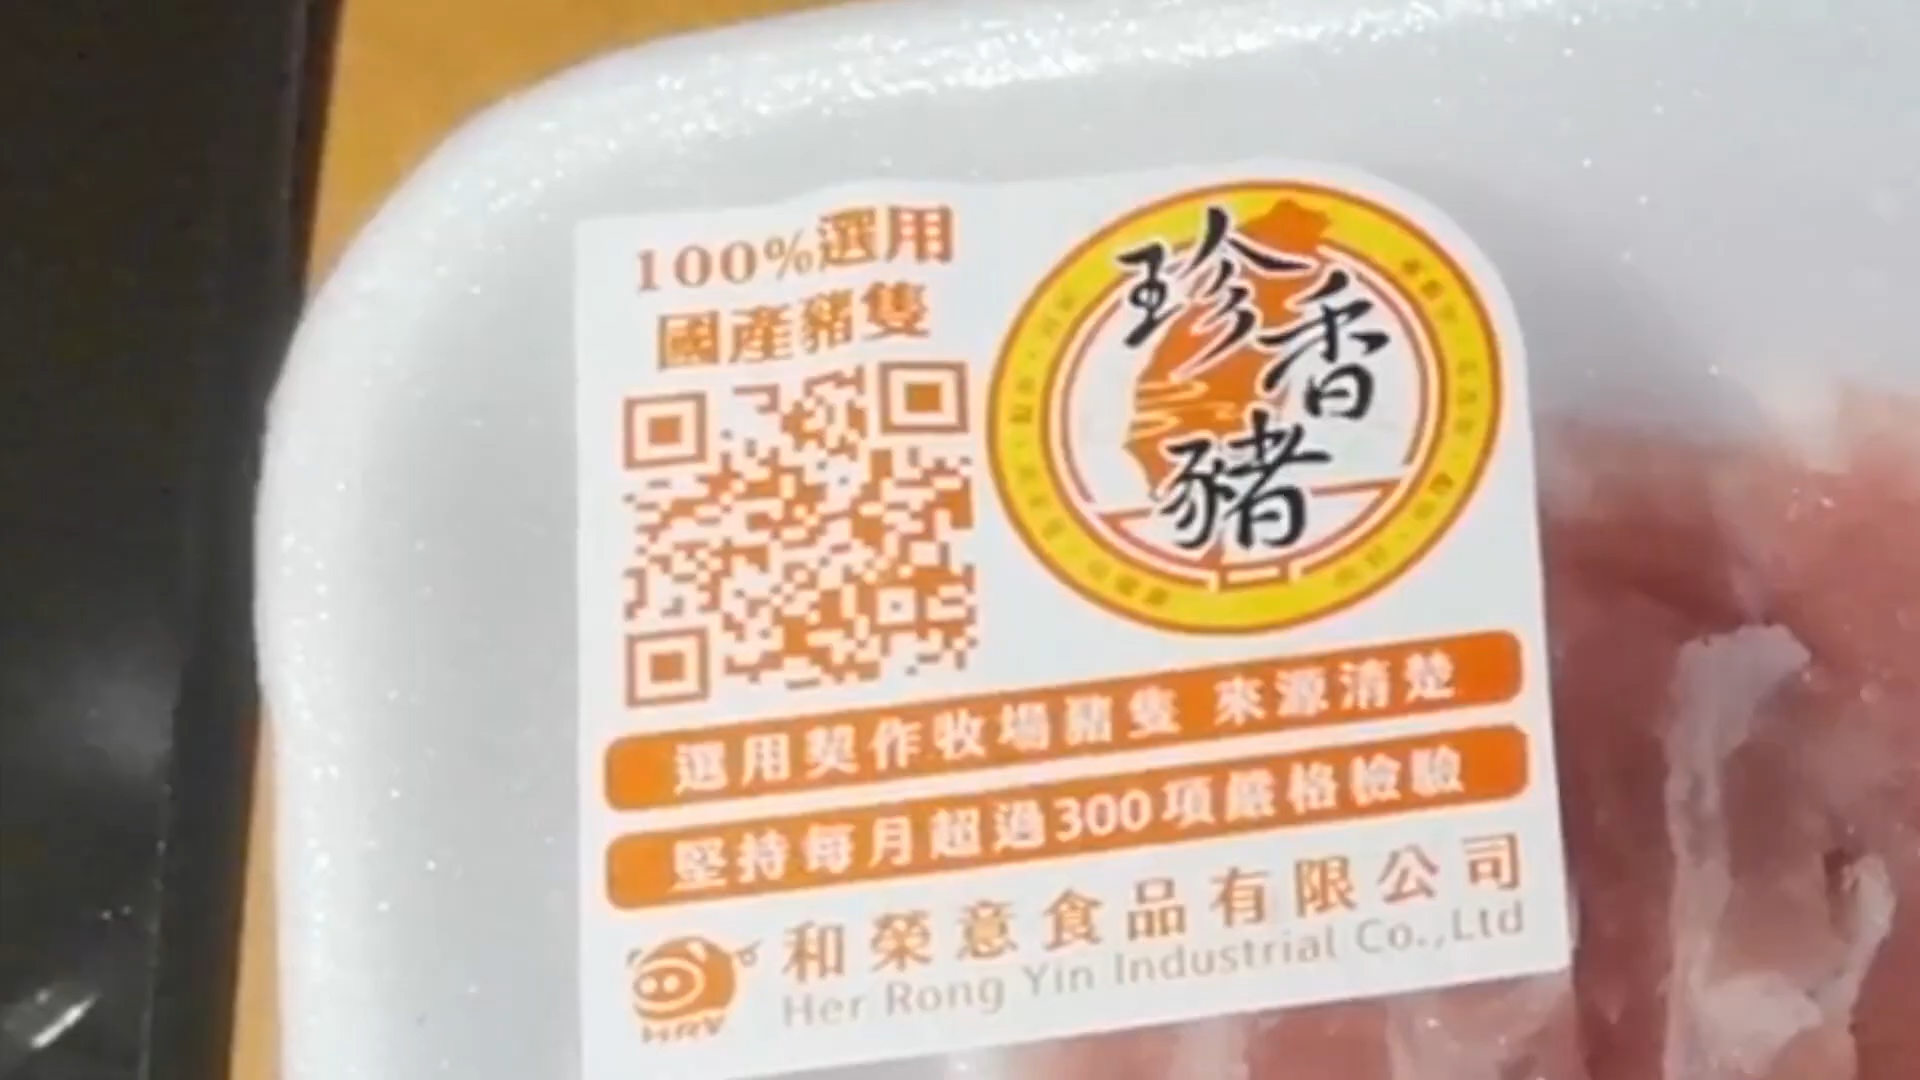 100%選用
國產豬隻
珍香豬
選用契作牧場豬隻 來源清楚
堅持每月超過300項嚴格檢驗
和榮意食品有限公司
Her Rong Yin Industrial Co.,Ltd
HRY